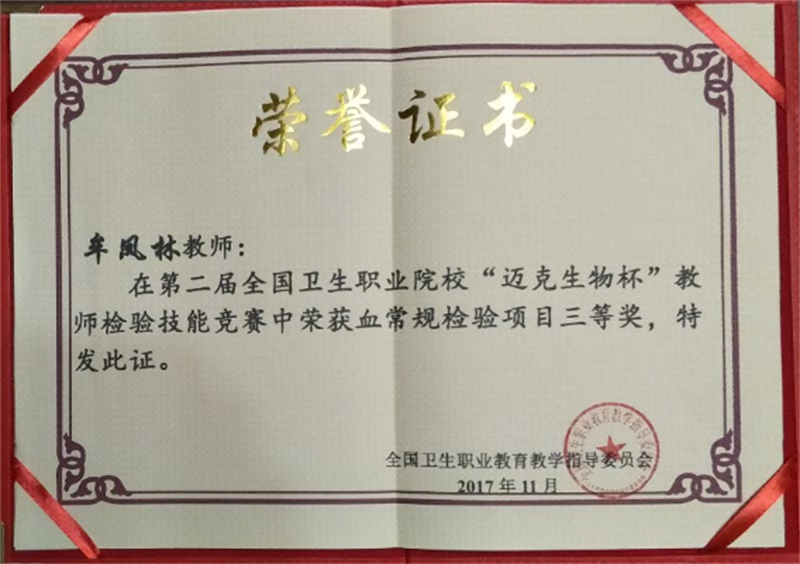 荣誉证书
牟凤林教师：
在第二届全国卫生职业院校“迈克生物杯”教
师检验技能竞赛中荣获血常规检验项目三等奖，特
发此证。
全国卫生职业教育教学指导委员会
2017年11月